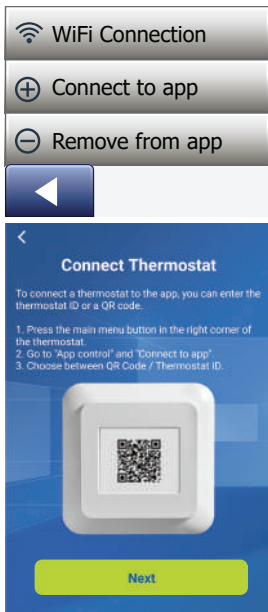 WiFi Connection
Connect to app
Remove from app
Connect Thermostat
To connect a thermostat to the app, you can enter the
thermostat ID or a QR code.
1. Press the main menu button in the right corner of
the thermostat.
2. Go to "App control" and "Connect to app".
3. Choose between QR Code / Thermostat ID.
Next